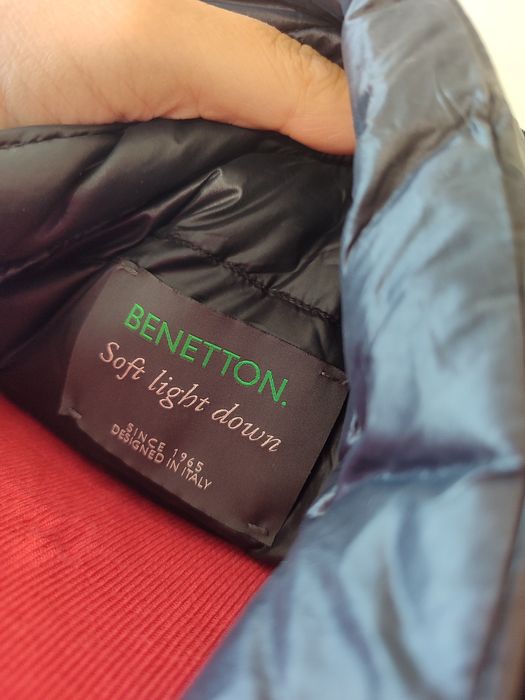 BENETTON.
Soft light down
SINCE 1965
DESIGNED IN ITALY